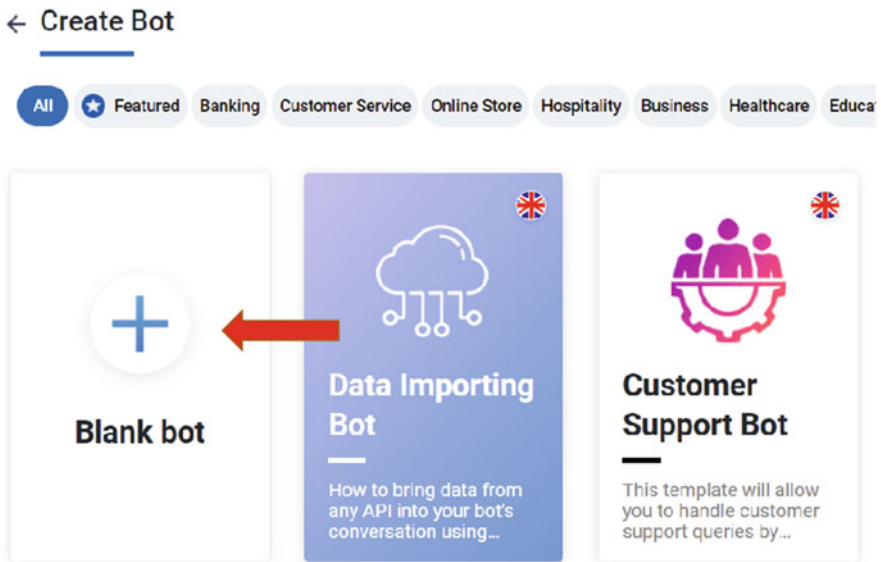 Create Bot
All Featured Banking Customer Service Online Store Hospitality Business Healthcare Educa
Blank bot
Data Importing
Bot
How to bring data from
any API into your bot's
conversation using...
Customer
Support Bot
This template will allow
you to handle customer
support queries by...